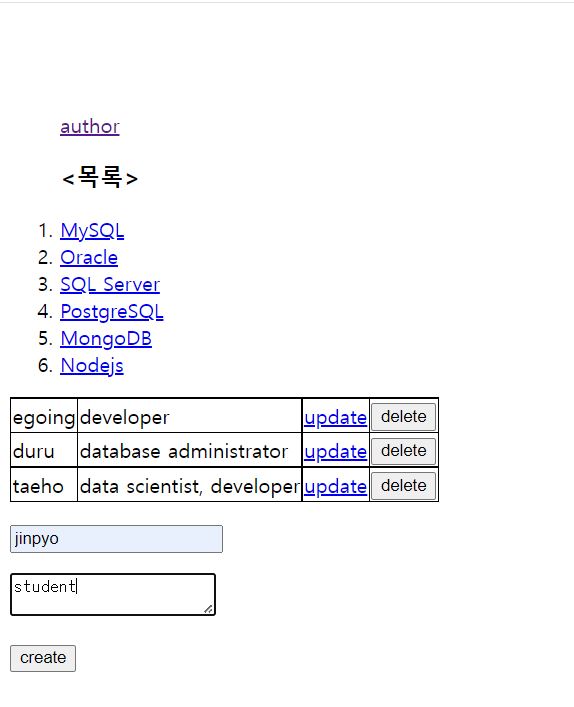 author
<목록>
1. MySQL
2. Oracle
3. SQL Server
4. PostgreSQL
5. MongoDB
6. Nodejs
egoing developer update delete
duru database administrator update delete
taeho data scientist, developer update delete
jinpyo
student
create